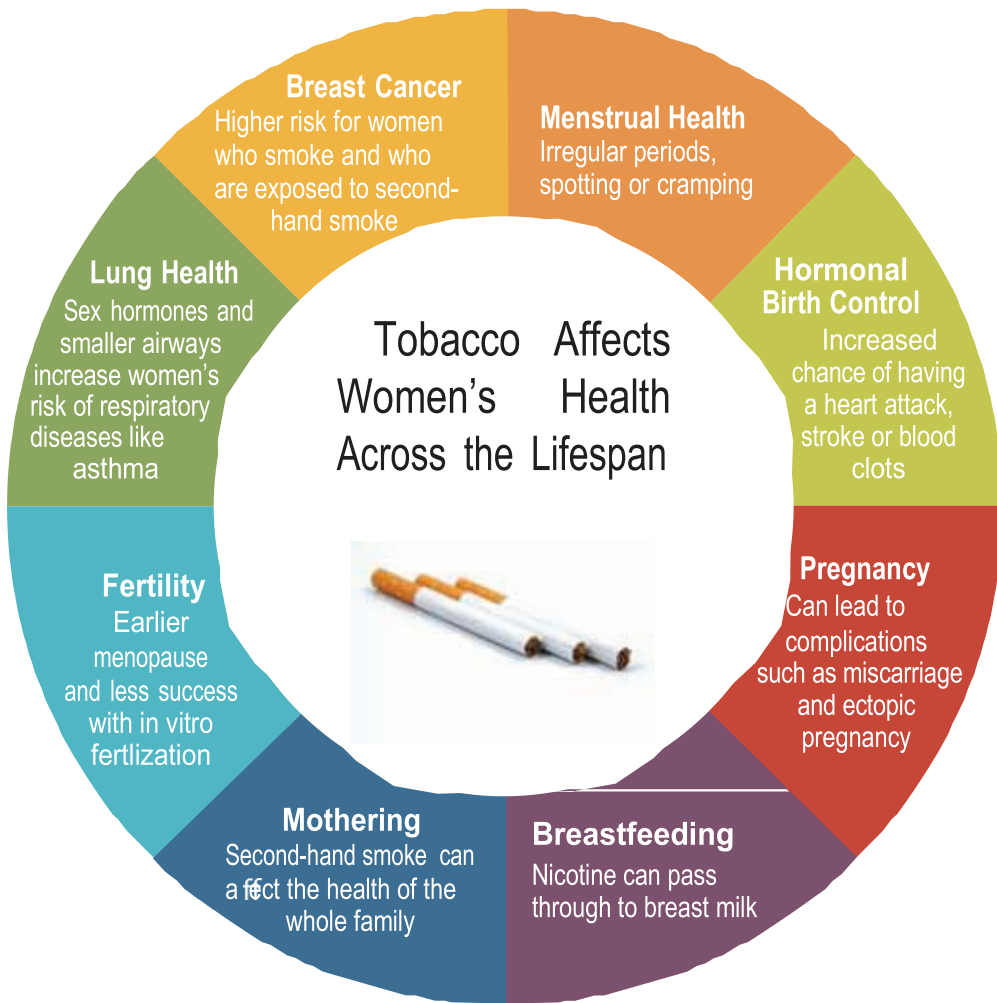 Tobacco Affects
Women's Health
Across the Lifespan
Menstrual Health
Irregular periods,
spotting or cramping
Hormonal
Birth Control
Increased
chance of having
a heart attack,
stroke or blood
clots
Pregnancy
Can lead to
complications
such as miscarriage
and ectopic
pregnancy
Breastfeeding
Nicotine can pass
through to breast milk
Mothering
Second-hand smoke can
affect the health of the
whole family
Fertility
Earlier
menopause
and less success
with in vitro
fertlization
Lung Health
Sex hormones and
smaller airways
increase women's
risk of respiratory
diseases like
asthma
Breast Cancer
Higher risk for women
who smoke and who
are exposed to second-
hand smoke